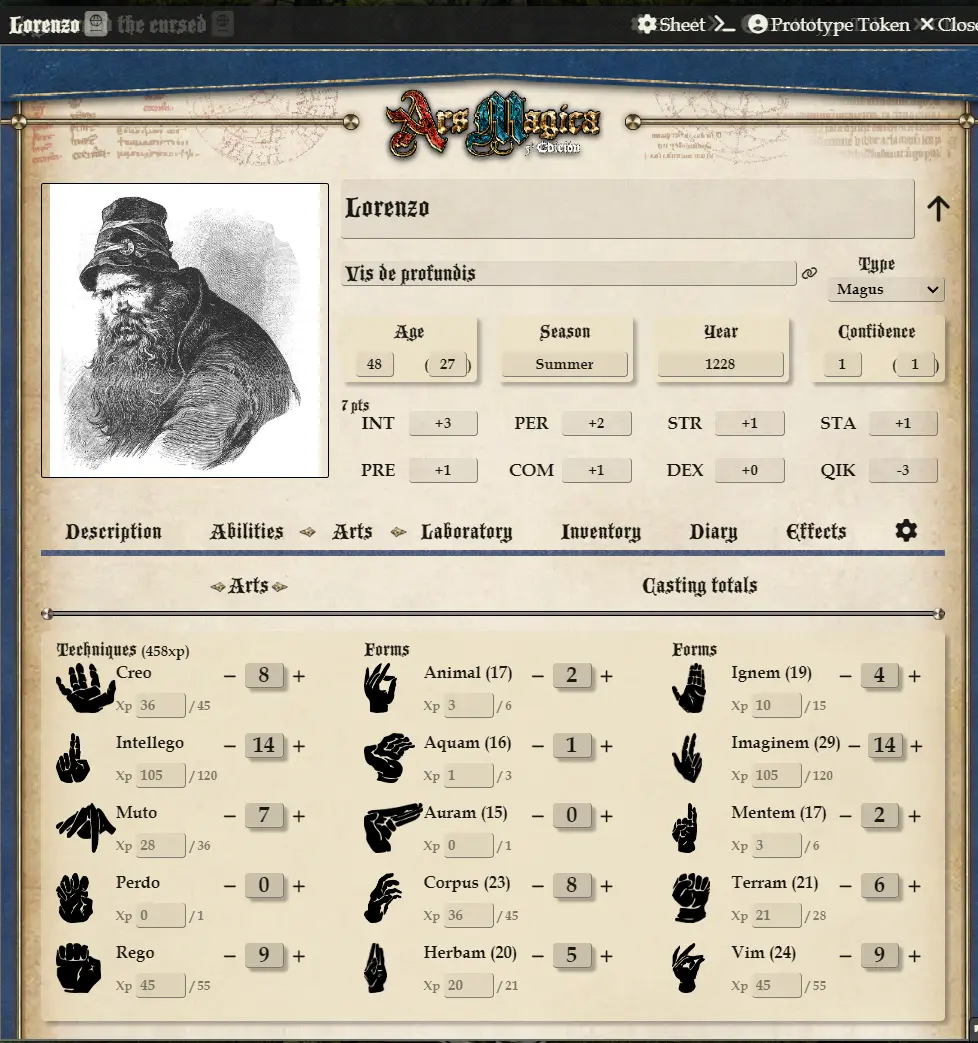 Lorenzo the cursed Sheet Prototype Token Close
Ars Magica
5ª Edición
Lorenzo
Vis de profundis
Type
Magus
Age Season Year Confidence
48 ( 27 ) Summer 1228 1 ( 1 )
7 pts
INT +3 PER +2 STR +1 STA +1
PRE +1 COM +1 DEX +0 QIK -3
Description Abilities Arts Laboratory Inventory Diary Effects
Arts Casting totals
Techniques (458xp) Forms Forms
Creo − 8 + Animal (17) − 2 + Ignem (19) − 4 +
Xp 36 / 45 Xp 3 / 6 Xp 10 / 15
Intellego − 14 + Aquam (16) − 1 + Imaginem (29) − 14 +
Xp 105 / 120 Xp 1 / 3 Xp 105 / 120
Muto − 7 + Auram (15) − 0 + Mentem (17) − 2 +
Xp 28 / 36 Xp 0 / 1 Xp 3 / 6
Perdo − 0 + Corpus (23) − 8 + Terram (21) − 6 +
Xp 0 / 1 Xp 36 / 45 Xp 21 / 28
Rego − 9 + Herbam (20) − 5 + Vim (24) − 9 +
Xp 45 / 55 Xp 20 / 21 Xp 45 / 55